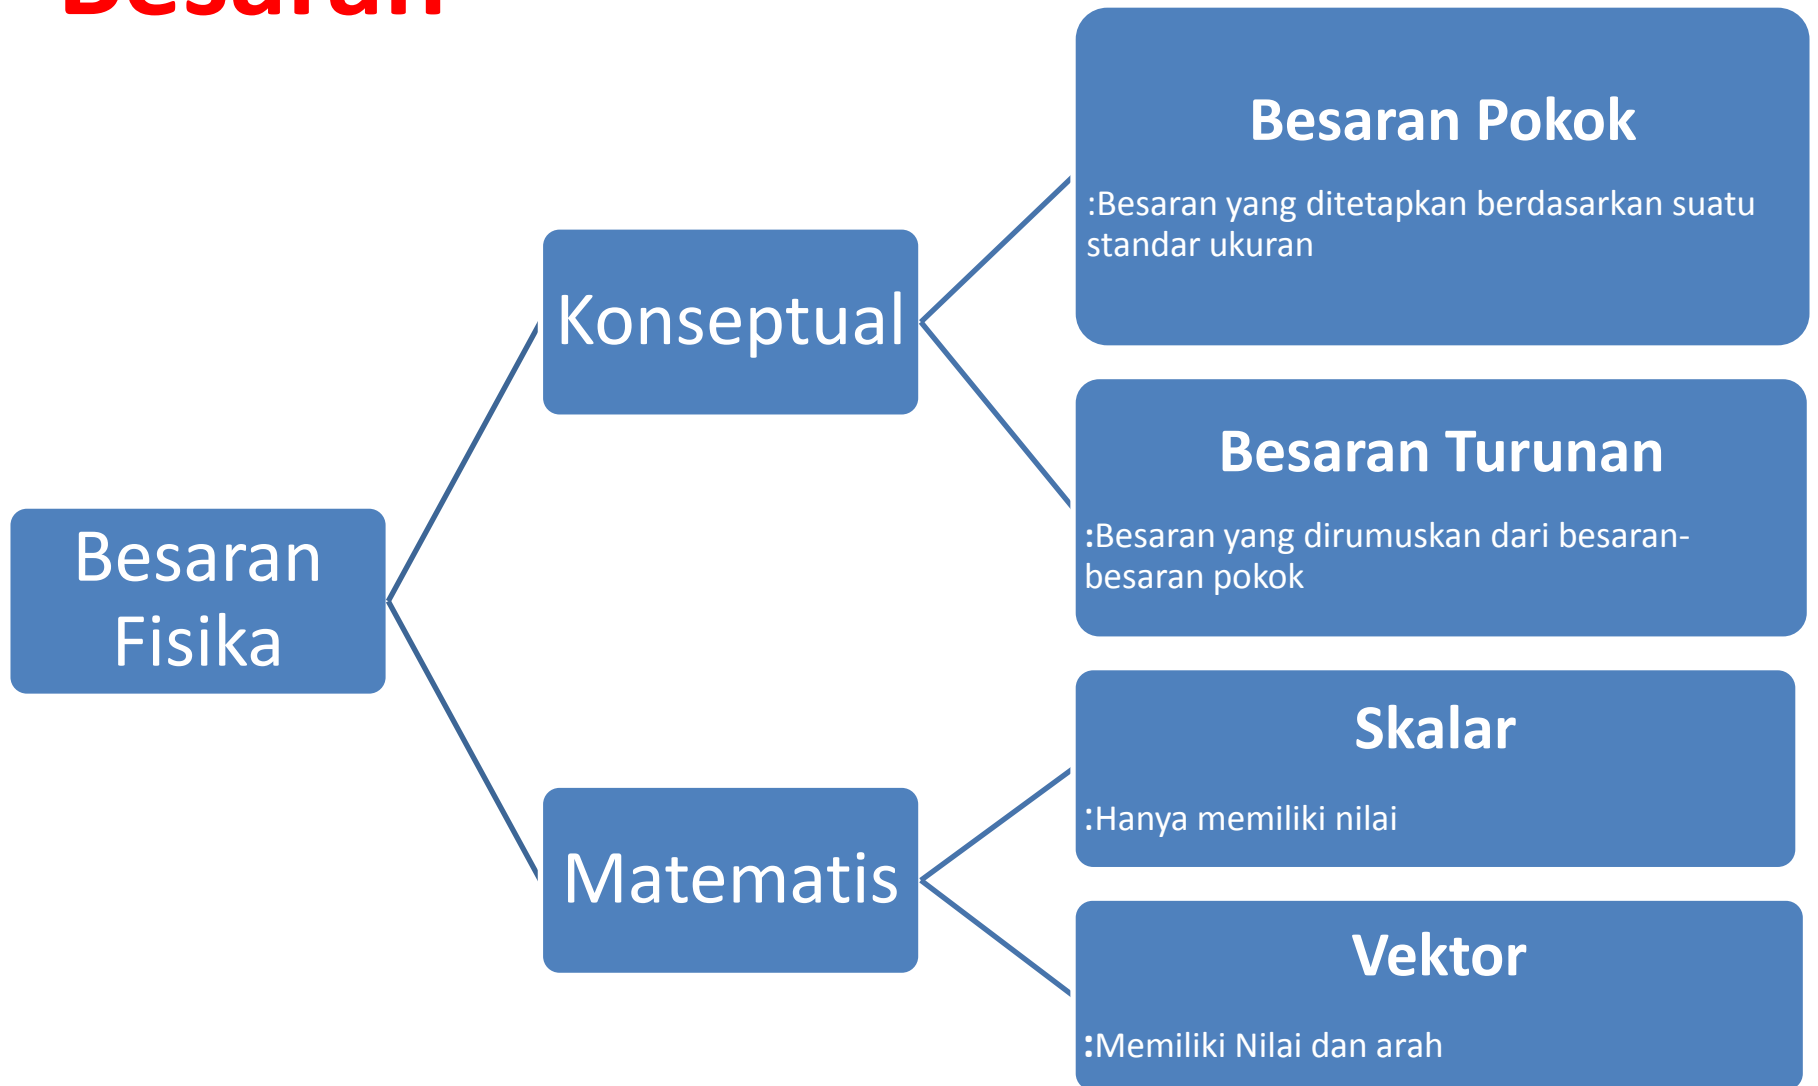 Besaran
Besaran Pokok
:Besaran yang ditetapkan berdasarkan suatu
standar ukuran
Konseptual
Besaran Turunan
:Besaran yang dirumuskan dari besaran-
besaran pokok
Besaran
Fisika
Skalar
:Hanya memiliki nilai
Matematis
Vektor
:Memiliki Nilai dan arah